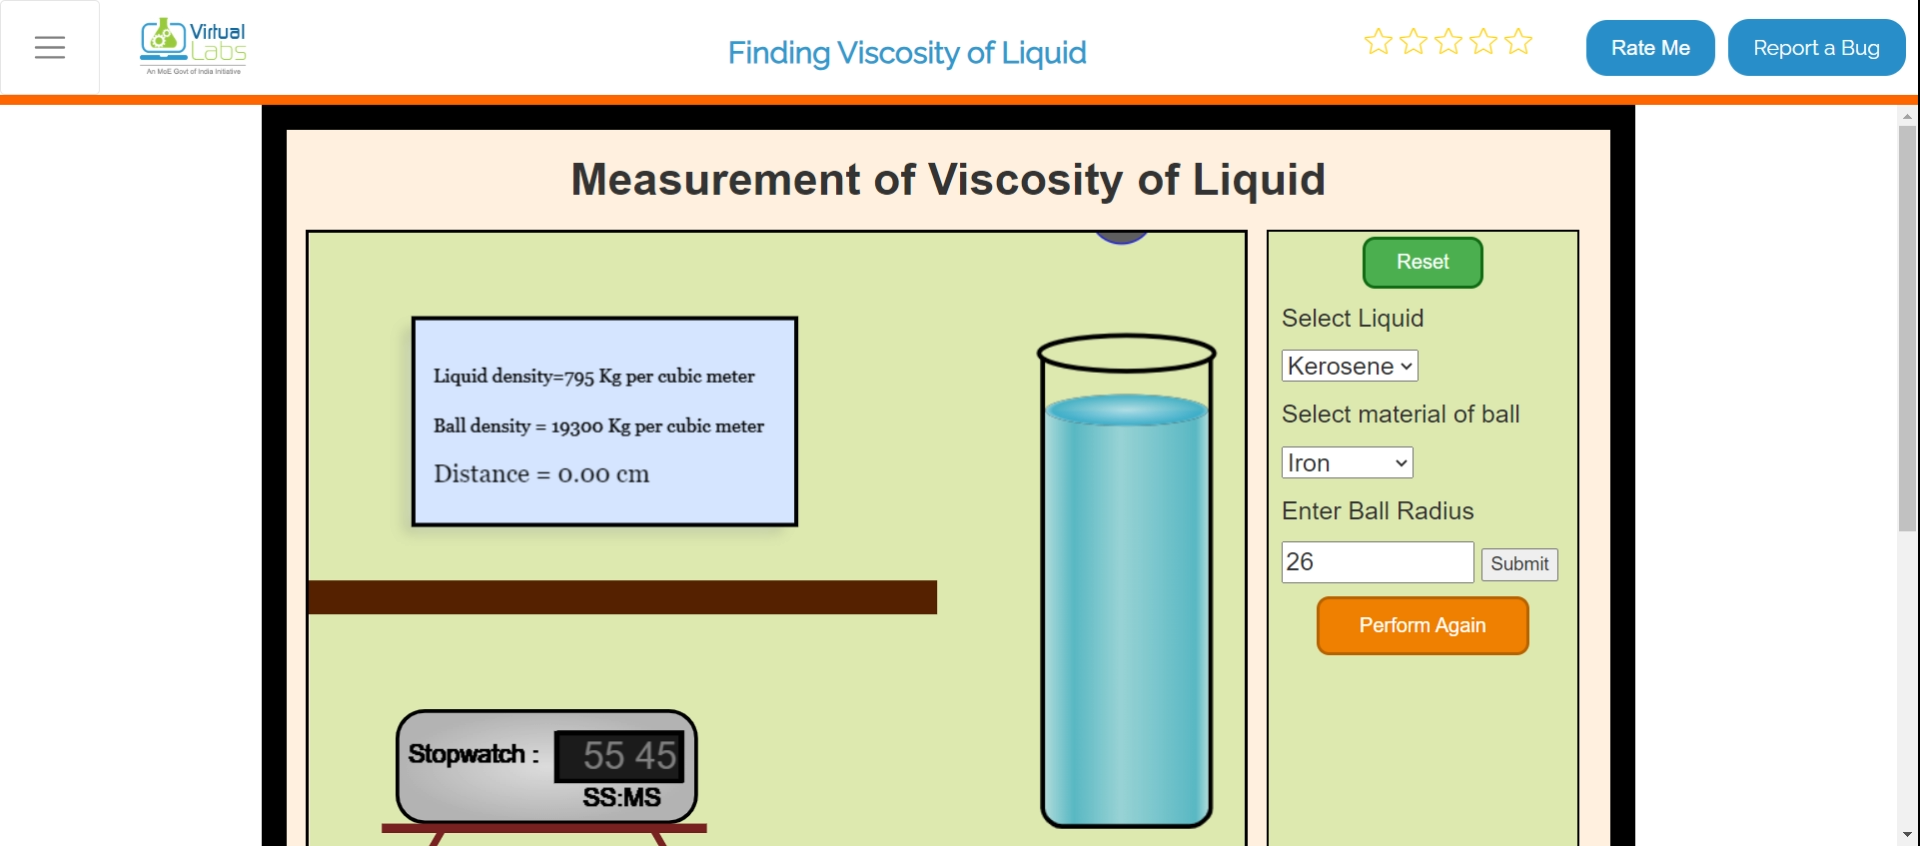 Virtual
Labs
An MoE Govt of India Initiative
Finding Viscosity of Liquid
Rate Me
Report a Bug
Measurement of Viscosity of Liquid
Liquid density=795 Kg per cubic meter
Ball density = 19300 Kg per cubic meter
Distance = 0.00 cm
Stopwatch :
55 45
SS:MS
Reset
Select Liquid
Kerosene
Select material of ball
Iron
Enter Ball Radius
26
Submit
Perform Again